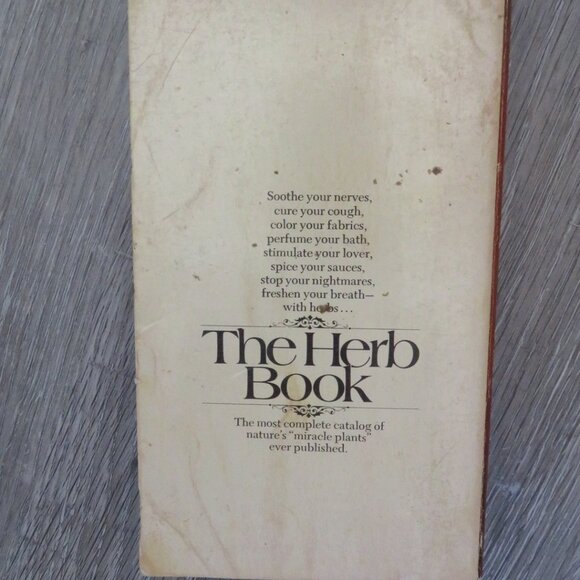 Soothe your nerves,
cure your cough,
color your fabrics,
perfume your bath,
stimulate your lover,
spice your sauces,
stop your nightmares,
freshen your breath—
with herbs...
The Herb
Book
The most complete catalog of
nature's "miracle plants"
ever published.